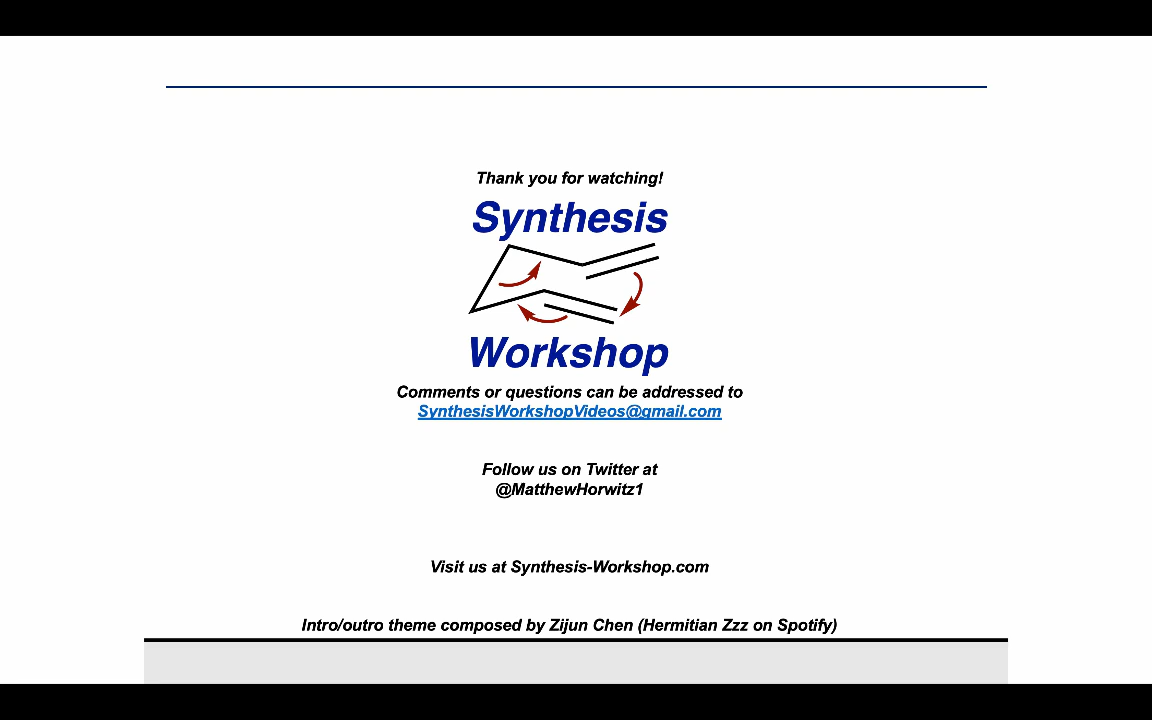 Thank you for watching!
Synthesis
Workshop
Comments or questions can be addressed to
SynthesisWorkshopVideos@gmail.com
Follow us on Twitter at
@MatthewHorwitz1
Visit us at Synthesis-Workshop.com
Intro/outro theme composed by Zijun Chen (Hermitian Zzz on Spotify)